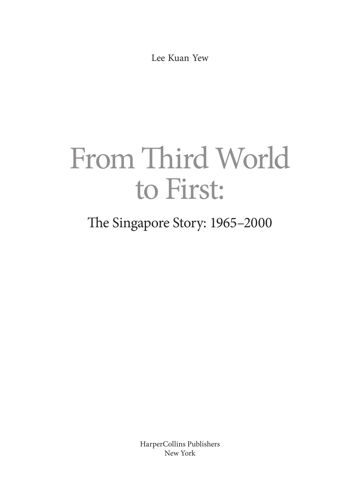 Lee Kuan Yew
From Third World
to First:
The Singapore Story: 1965–2000
HarperCollins Publishers
New York